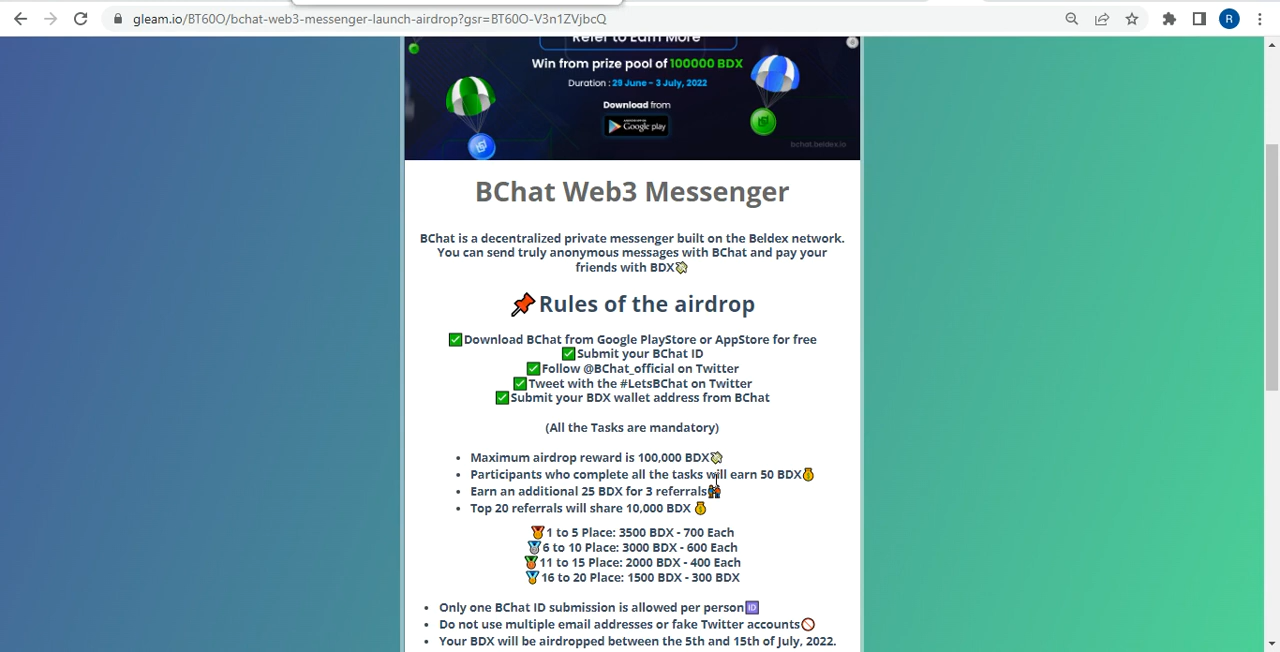 gleam.io/BT60O/bchat-web3-messenger-launch-airdrop?gsr=BT60O-V3n1ZVjbcQ
R
Refer to Earn More
Win from prize pool of 100000 BDX
Duration : 29 June - 3 July, 2022
Download from
Google play
bchat.beldex.io
BChat Web3 Messenger
BChat is a decentralized private messenger built on the Beldex network.
You can send truly anonymous messages with BChat and pay your
friends with BDX💸
📌Rules of the airdrop
✅Download BChat from Google PlayStore or AppStore for free
✅Submit your BChat ID
✅Follow @BChat_official on Twitter
✅Tweet with the #LetsBChat on Twitter
✅Submit your BDX wallet address from BChat
(All the Tasks are mandatory)
• Maximum airdrop reward is 100,000 BDX💸
• Participants who complete all the tasks will earn 50 BDX💰
• Earn an additional 25 BDX for 3 referrals👫
• Top 20 referrals will share 10,000 BDX 💰
🥇1 to 5 Place: 3500 BDX - 700 Each
🥈6 to 10 Place: 3000 BDX - 600 Each
🥉11 to 15 Place: 2000 BDX - 400 Each
🏅16 to 20 Place: 1500 BDX - 300 BDX
• Only one BChat ID submission is allowed per person🆔
• Do not use multiple email addresses or fake Twitter accounts🚫
• Your BDX will be airdropped between the 5th and 15th of July, 2022.